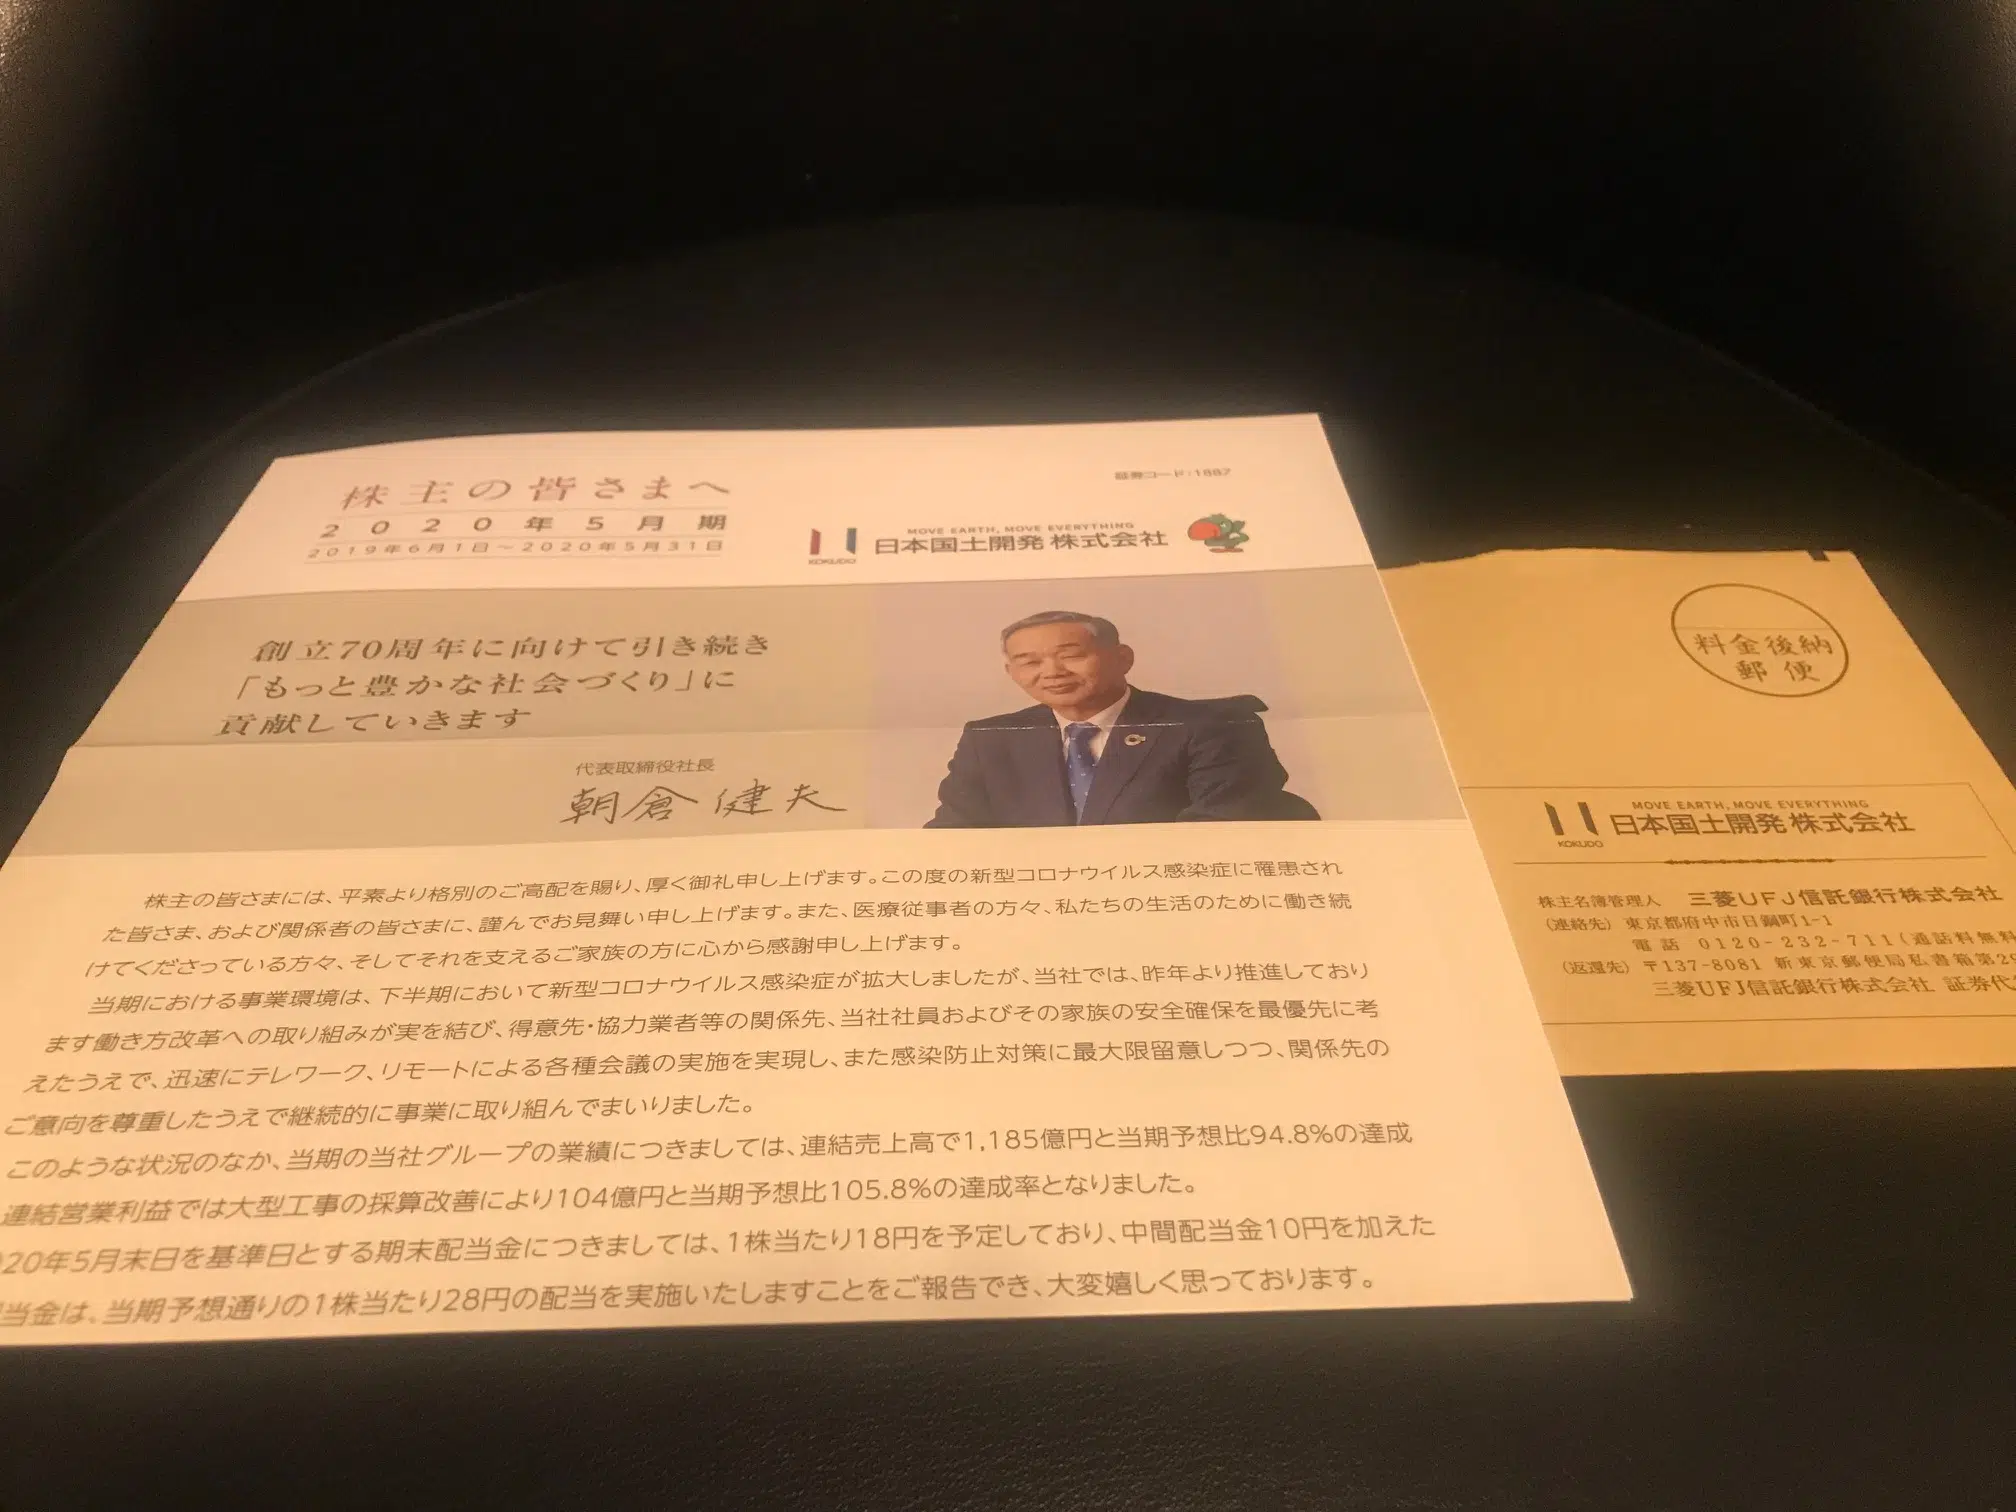 株主の皆さまへ
2020年5月期
2019年6月1日～2020年5月31日
証券コード:1887
MOVE EARTH, MOVE EVERYTHING
日本国土開発 株式会社
KOKUDO
創立70周年に向けて引き続き
「もっと豊かな社会づくり」に
貢献していきます
代表取締役社長
朝倉 健夫
株主の皆さまには、平素より格別のご高配を賜り、厚く御礼申し上げます。この度の新型コロナウイルス感染症に罹患され
た皆さま、および関係者の皆さまに、謹んでお見舞い申し上げます。また、医療従事者の方々、私たちの生活のために働き続
けてくださっている方々、そしてそれを支えるご家族の方に心から感謝申し上げます。
当期における事業環境は、下半期において新型コロナウイルス感染症が拡大しましたが、当社では、昨年より推進しており
ます働き方改革への取り組みが実を結び、得意先・協力業者等の関係先、当社社員およびその家族の安全確保を最優先に考
えたうえで、迅速にテレワーク、リモートによる各種会議の実施を実現し、また感染防止対策に最大限留意しつつ、関係先の
ご意向を尊重したうえで継続的に事業に取り組んでまいりました。
このような状況のなか、当期の当社グループの業績につきましては、連結売上高で1,185億円と当期予想比94.8%の達成
連結営業利益では大型工事の採算改善により104億円と当期予想比105.8%の達成率となりました。
20年5月末日を基準日とする期末配当金につきましては、1株当たり18円を予定しており、中間配当金10円を加えた
当金は、当期予想通りの1株当たり28円の配当を実施いたしますことをご報告でき、大変嬉しく思っております。
料金後納
郵便
MOVE EARTH, MOVE EVERYTHING
日本国土開発 株式会社
KOKUDO
株主名簿管理人 三菱UFJ信託銀行株式会社
(連絡先) 東京都府中市日鋼町1-1
電話 0120-232-711(通話料無料
(返還先) 〒137-8081 新東京郵便局私書箱第29
三菱UFJ信託銀行株式会社 証券代